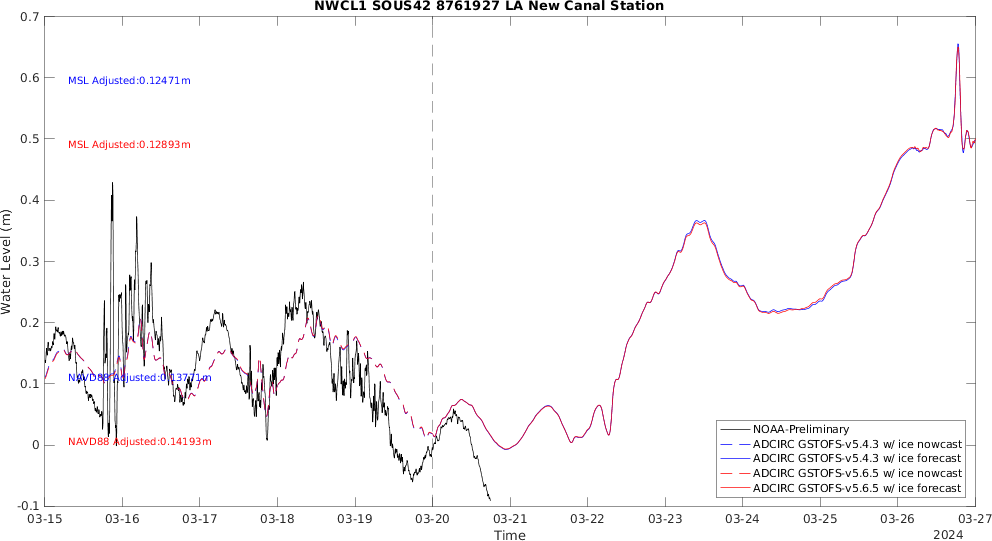 NWCL1 SOUS42 8761927 LA New Canal Station
0.7
0.6
0.5
0.4
0.3
0.2
0.1
0
-0.1
Water Level (m)
MSL Adjusted:0.12471m
MSL Adjusted:0.12893m
NAVD88 Adjusted:0.13771m
NAVD88 Adjusted:0.14193m
NOAA-Preliminary
ADCIRC GSTOFS-v5.4.3 w/ ice nowcast
ADCIRC GSTOFS-v5.4.3 w/ ice forecast
ADCIRC GSTOFS-v5.6.5 w/ ice nowcast
ADCIRC GSTOFS-v5.6.5 w/ ice forecast
03-15 03-16 03-17 03-18 03-19 03-20 03-21 03-22 03-23 03-24 03-25 03-26 03-27
Time
2024